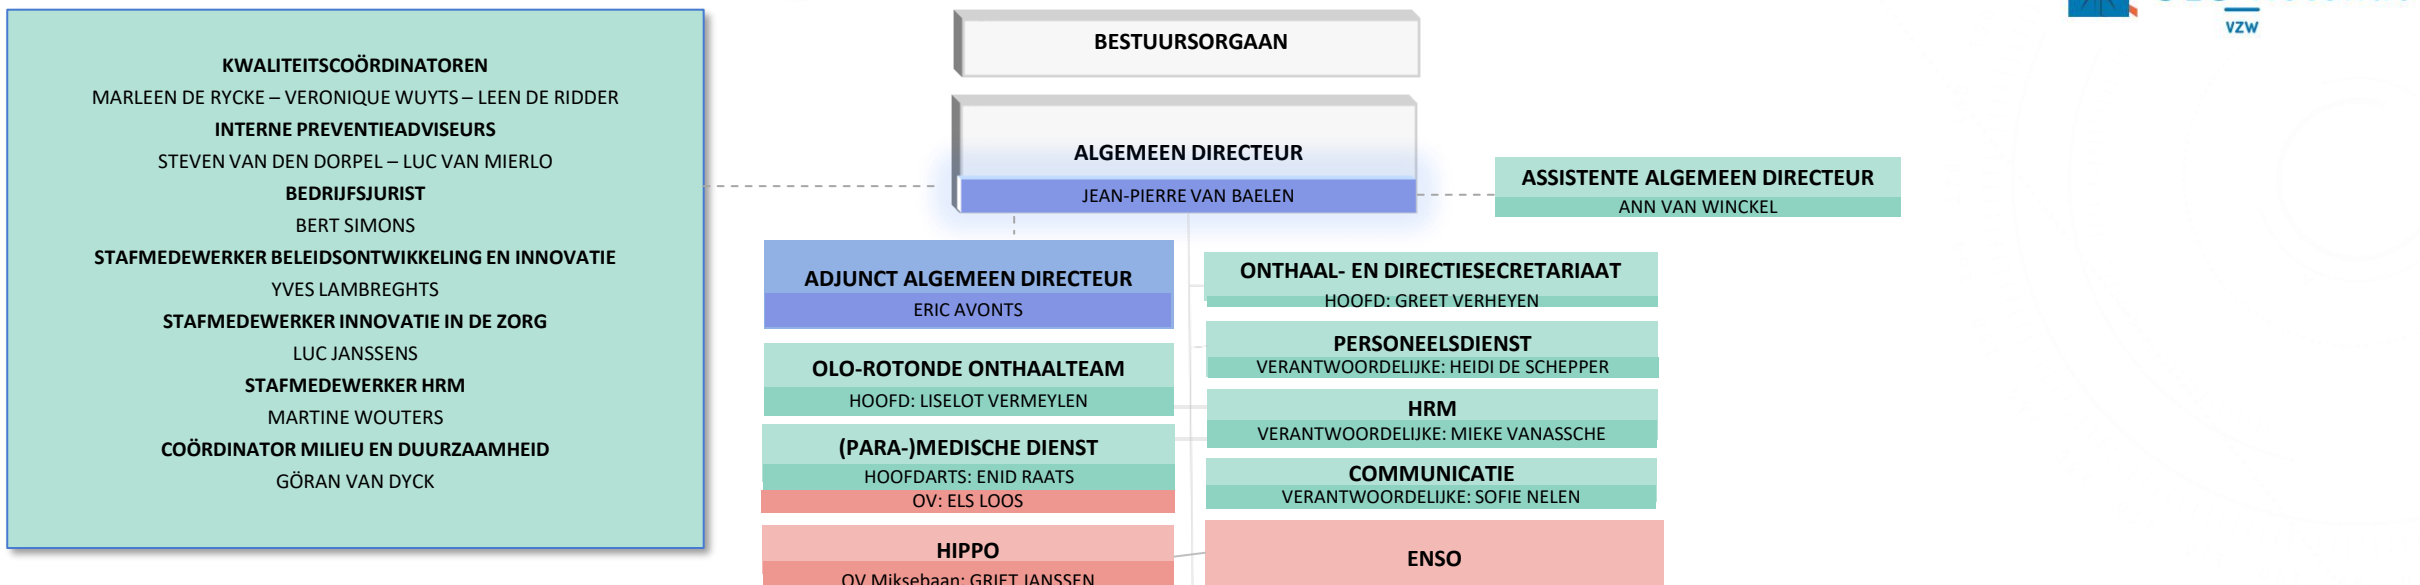 VZW
KWALITEITSCOÖRDINATOREN
MARLEEN DE RYCKE – VERONIQUE WUYTS – LEEN DE RIDDER
INTERNE PREVENTIEADVISEURS
STEVEN VAN DEN DORPEL – LUC VAN MIERLO
BEDRIJFSJURIST
BERT SIMONS
STAFMEDEWERKER BELEIDSONTWIKKELING EN INNOVATIE
YVES LAMBREGHTS
STAFMEDEWERKER INNOVATIE IN DE ZORG
LUC JANSSENS
STAFMEDEWERKER HRM
MARTINE WOUTERS
COÖRDINATOR MILIEU EN DUURZAAMHEID
GÖRAN VAN DYCK
BESTUURSORGAAN
ALGEMEEN DIRECTEUR
JEAN-PIERRE VAN BAELEN
ASSISTENTE ALGEMEEN DIRECTEUR
ANN VAN WINCKEL
ADJUNCT ALGEMEEN DIRECTEUR
ERIC AVONTS
OLO-ROTONDE ONTHAALTEAM
HOOFD: LISELOT VERMEYLEN
(PARA-)MEDISCHE DIENST
HOOFDARTS: ENID RAATS
OV: ELS LOOS
HIPPO
OV Miksebaan: GRIET JANSSEN
ONTHAAL- EN DIRECTIESECRETARIAAT
HOOFD: GREET VERHEYEN
PERSONEELSDIENST
VERANTWOORDELIJKE: HEIDI DE SCHEPPER
HRM
VERANTWOORDELIJKE: MIEKE VANASSCHE
COMMUNICATIE
VERANTWOORDELIJKE: SOFIE NELEN
ENSO